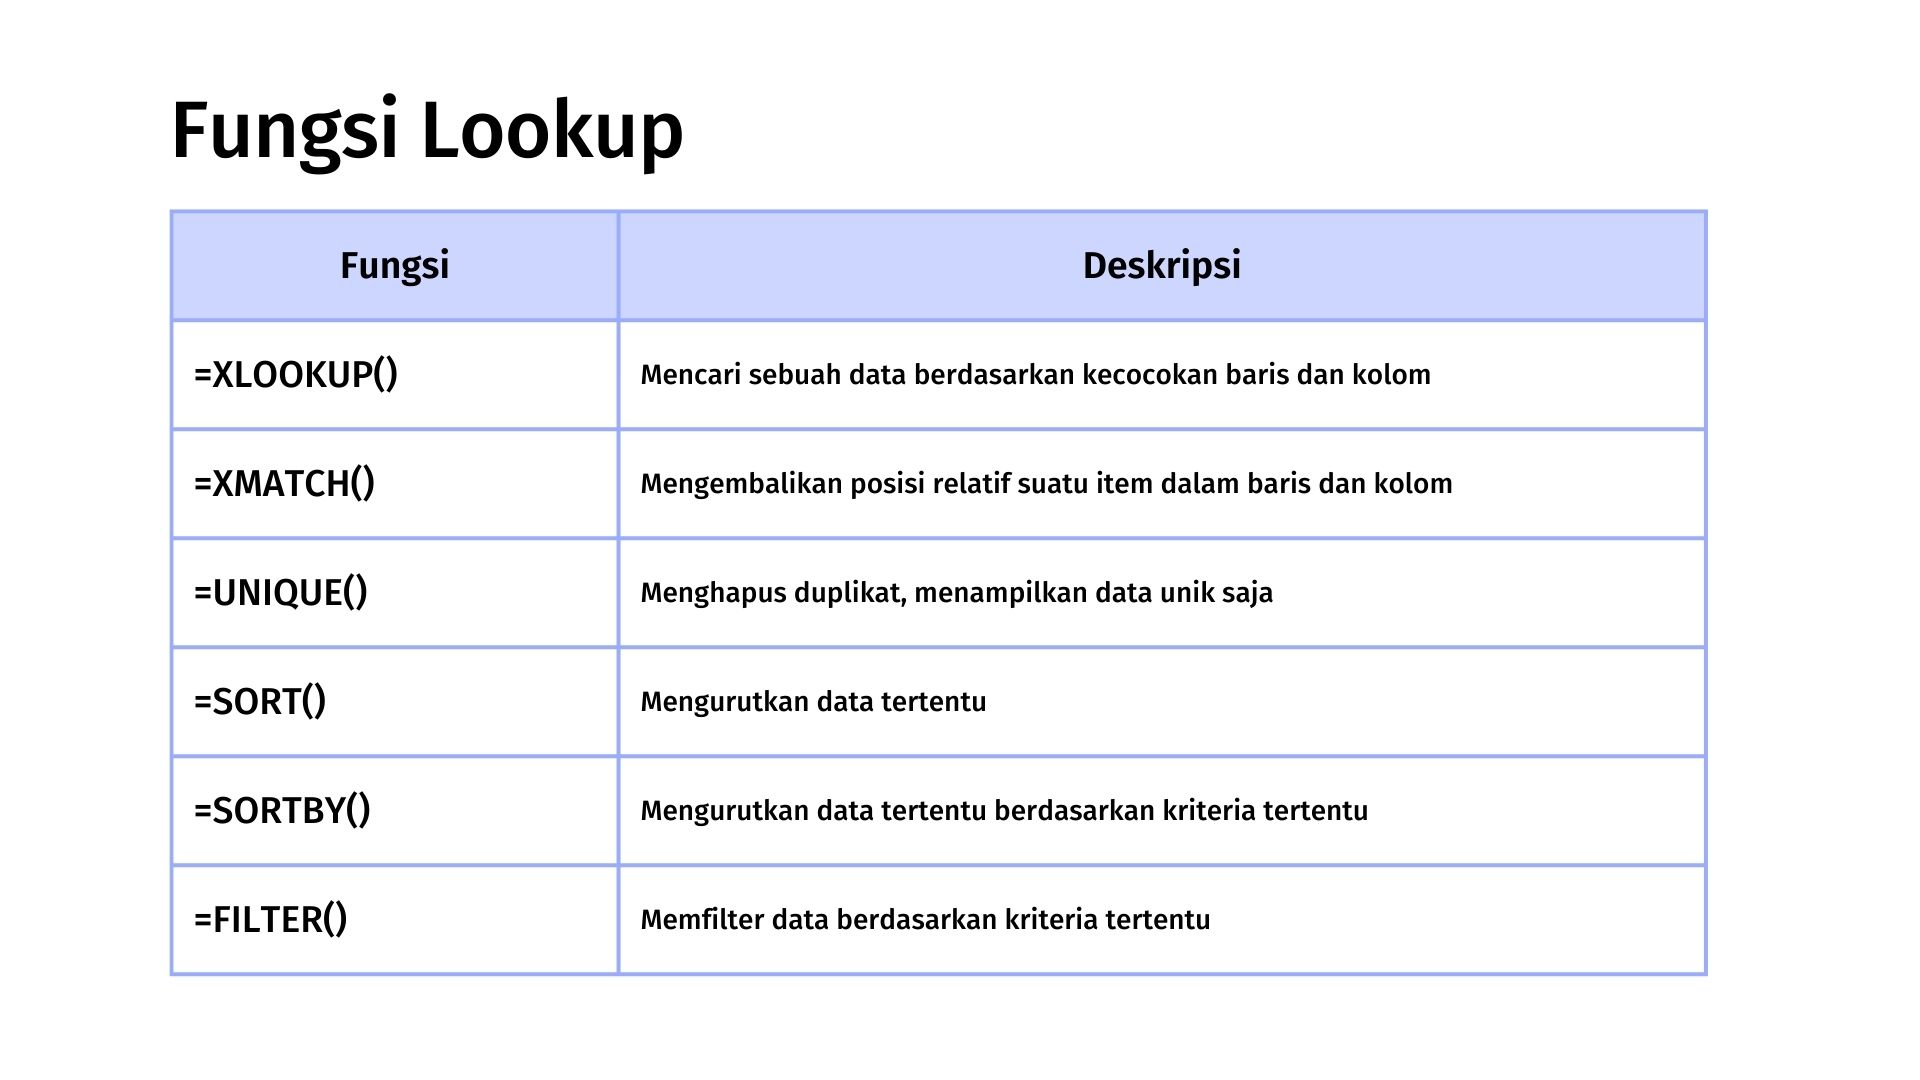 Fungsi Lookup
Fungsi
Deskripsi
=XLOOKUP()
Mencari sebuah data berdasarkan kecocokan baris dan kolom
=XMATCH()
Mengembalikan posisi relatif suatu item dalam baris dan kolom
=UNIQUE()
Menghapus duplikat, menampilkan data unik saja
=SORT()
Mengurutkan data tertentu
=SORTBY()
Mengurutkan data tertentu berdasarkan kriteria tertentu
=FILTER()
Memfilter data berdasarkan kriteria tertentu